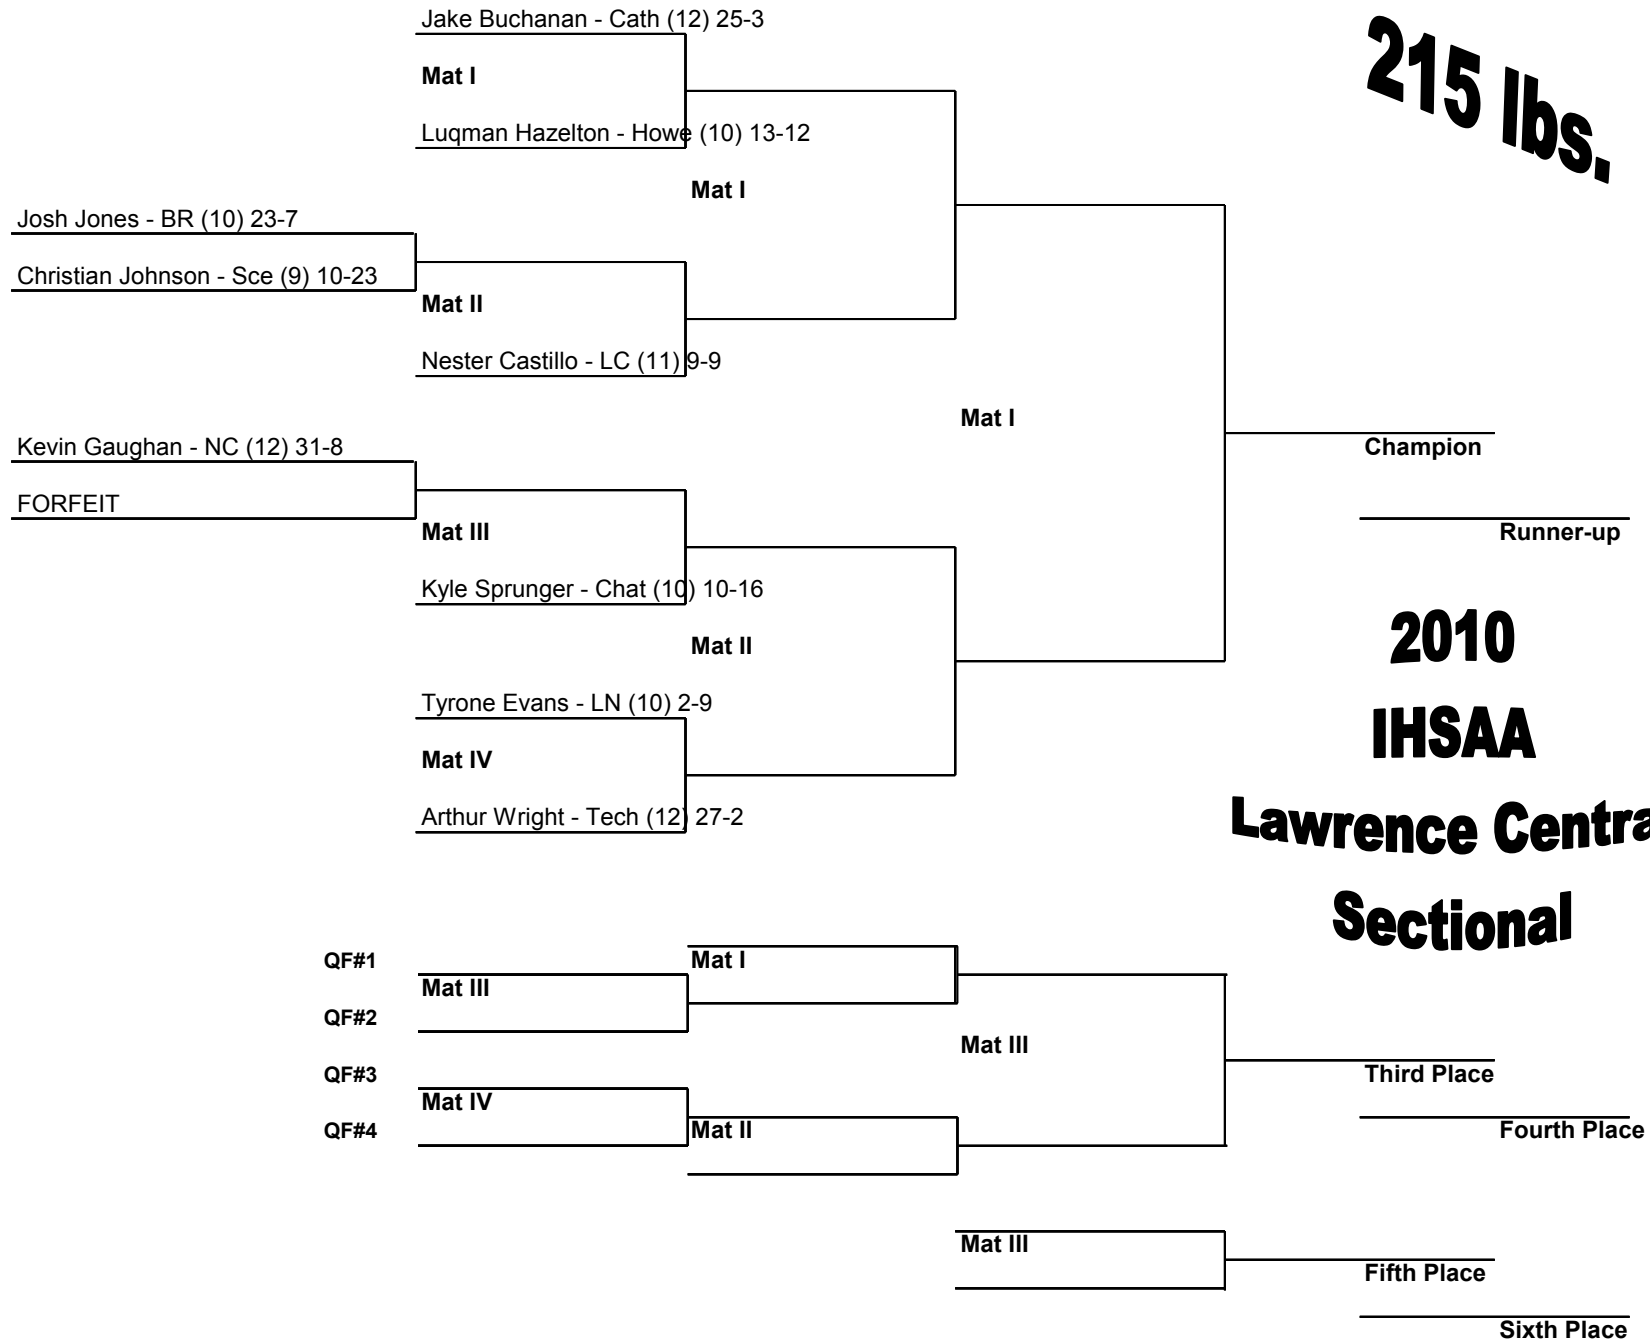 Jake Buchanan - Cath (12) 25-3
215 lbs.
Mat I
Luqman Hazelton - Howe (10) 13-12
Mat I
Josh Jones - BR (10) 23-7
Christian Johnson - Sce (9) 10-23
Mat II
Nester Castillo - LC (11) 9-9
Mat I
Kevin Gaughan - NC (12) 31-8
Champion
FORFEIT
Mat III
Runner-up
Kyle Sprunger - Chat (10) 10-16
2010
Mat II
Tyrone Evans - LN (10) 2-9
IHSAA
Mat IV
Arthur Wright - Tech (12) 27-2
Lawrence Centra
Sectional
QF#1
Mat I
Mat III
QF#2
Mat III
QF#3
Third Place
Mat IV
QF#4
Mat II
Fourth Place
Mat III
Fifth Place
Sixth Place